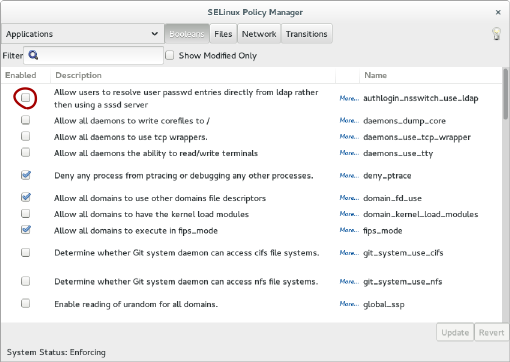 SELinux Policy Manager
Applications Booleans Files Network Transitions
Filter Show Modified Only
Enabled Description Name
Allow users to resolve user passwd entries directly from ldap rather
then using a sssd server More... authlogin_nsswitch_use_ldap
Allow all daemons to write corefiles to / More... daemons_dump_core
Allow all daemons to use tcp wrappers. More... daemons_use_tcp_wrapper
Allow all daemons the ability to read/write terminals More... daemons_use_tty
Deny any process from ptracing or debugging any other processes. More... deny_ptrace
Allow all domains to use other domains file descriptors More... domain_fd_use
Allow all domains to have the kernel load modules More... domain_kernel_load_modules
Allow all domains to execute in fips_mode More... fips_mode
Determine whether Git system daemon can access cifs file systems. More... git_system_use_cifs
Determine whether Git system daemon can access nfs file systems. More... git_system_use_nfs
Enable reading of urandom for all domains. More... global_ssp
Update Revert
System Status: Enforcing